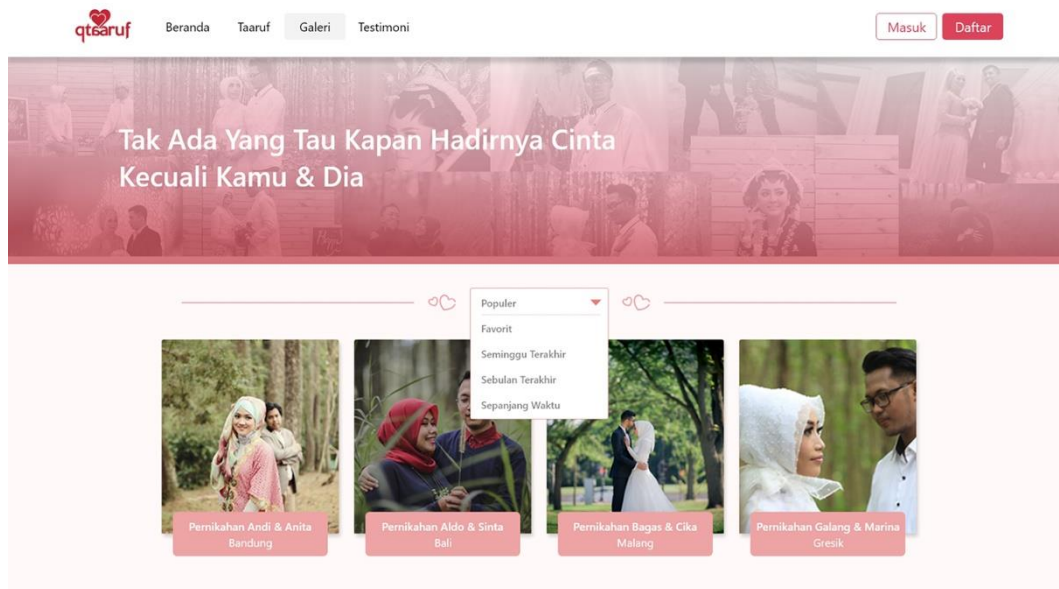 qtaaruf
Beranda
Taaruf
Galeri
Testimoni
Masuk
Daftar
Tak Ada Yang Tau Kapan Hadirnya Cinta
Kecuali Kamu & Dia
Populer
Favorit
Seminggu Terakhir
Sebulan Terakhir
Sepanjang Waktu
Pernikahan Andi & Anita
Bandung
Pernikahan Aldo & Sinta
Bali
Pernikahan Bagas & Cika
Malang
Pernikahan Galang & Marina
Gresik